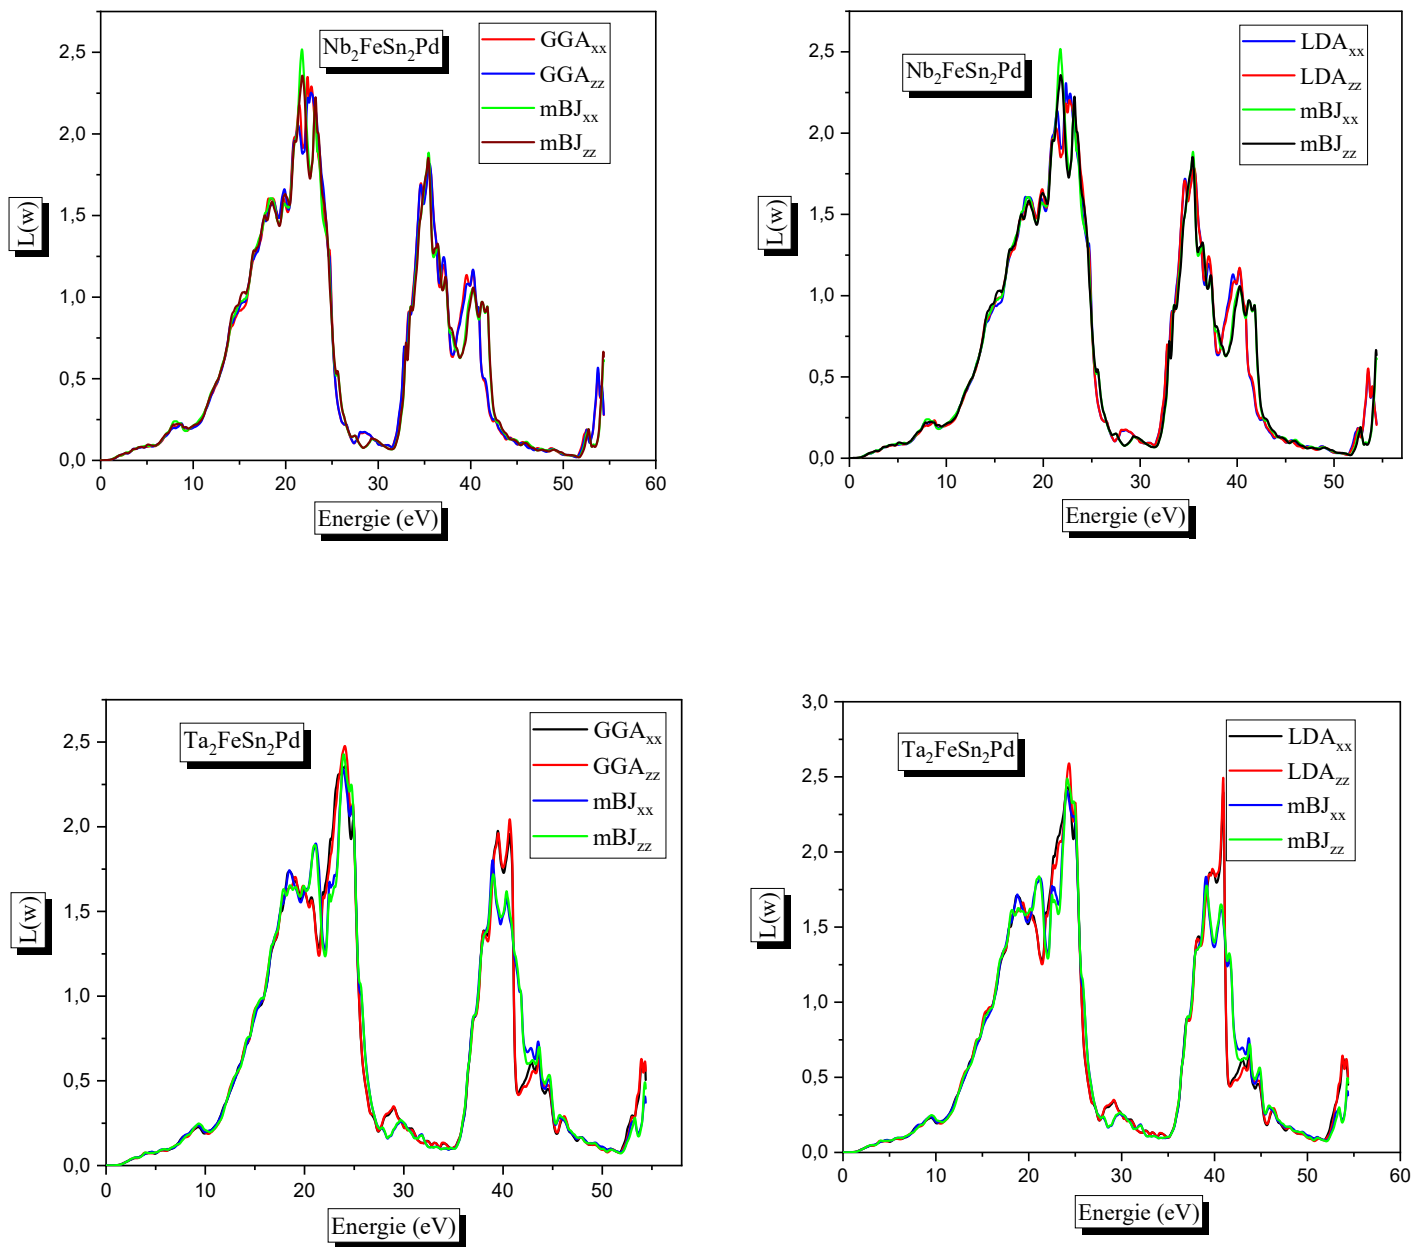 Nb₂FeSn₂Pd
GGAxx
GGAzz
mBJxx
mBJzz
2,5
2,0
1,5
1,0
0,5
0,0
L(w)
0 10 20 30 40 50 60
Energie (eV)
Nb₂FeSn₂Pd
LDAxx
LDAzz
mBJxx
mBJzz
2,5
2,0
1,5
1,0
0,5
0,0
L(w)
0 10 20 30 40 50
Energie (eV)
Ta₂FeSn₂Pd
GGAxx
GGAzz
mBJxx
mBJzz
2,5
2,0
1,5
1,0
0,5
0,0
L(w)
0 10 20 30 40 50
Energie (eV)
Ta₂FeSn₂Pd
LDAxx
LDAzz
mBJxx
mBJzz
3,0
2,5
2,0
1,5
1,0
0,5
0,0
L(w)
0 10 20 30 40 50 60
Energie (eV)